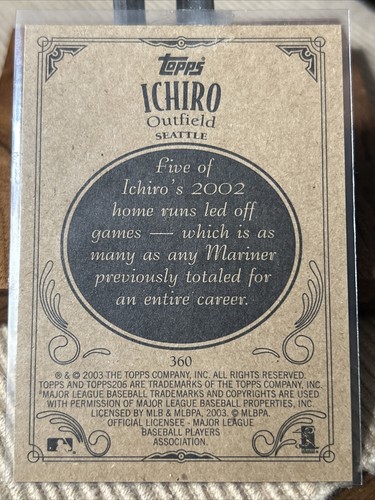 topps
ICHIRO
Outfield
SEATTLE
Five of
Ichiro's 2002
home runs led off
games — which is as
many as any Mariner
previously totaled for
an entire career.
360
® & © 2003 THE TOPPS COMPANY, INC. ALL RIGHTS RESERVED.
TOPPS AND TOPPS206 ARE TRADEMARKS OF THE TOPPS COMPANY, INC.
MAJOR LEAGUE BASEBALL TRADEMARKS AND COPYRIGHTS ARE USED
WITH PERMISSION OF MAJOR LEAGUE BASEBALL PROPERTIES, INC.
LICENSED BY MLB & MLBPA, 2003. © MLBPA.
OFFICIAL LICENSEE - MAJOR LEAGUE
BASEBALL PLAYERS
ASSOCIATION.